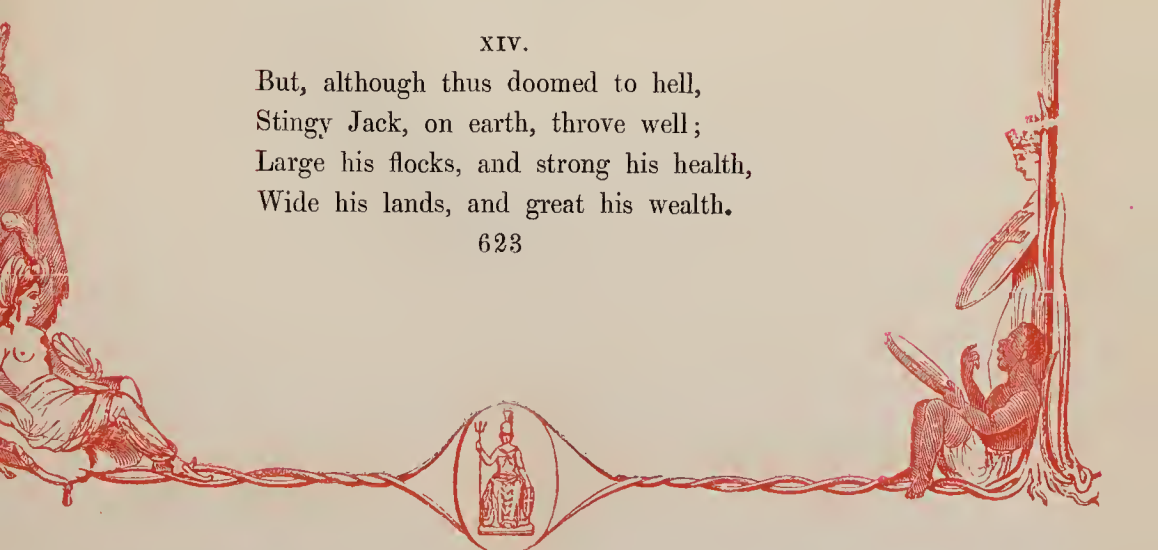 XIV.
But, although thus doomed to hell,
Stingy Jack, on earth, throve well;
Large his flocks, and strong his health,
Wide his lands, and great his wealth.
623